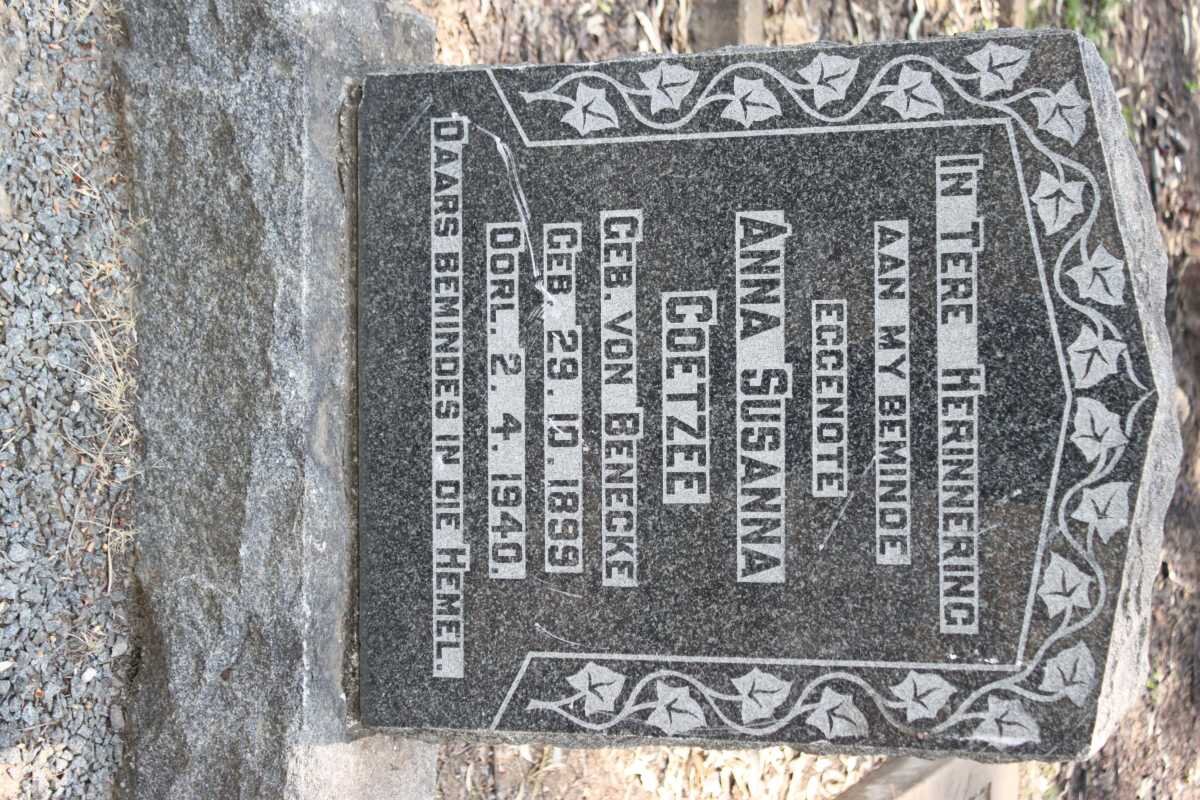 IN TERE HERINNERING
AAN MY BEMINDE
EGGENOTE
ANNA SUSANNA
COETZEE
GEB. VON BENECKE
GEB. 29. 10. 1899
OORL. 2. 4. 1940.
DAARS BEMINDES IN DIE HEMEL.